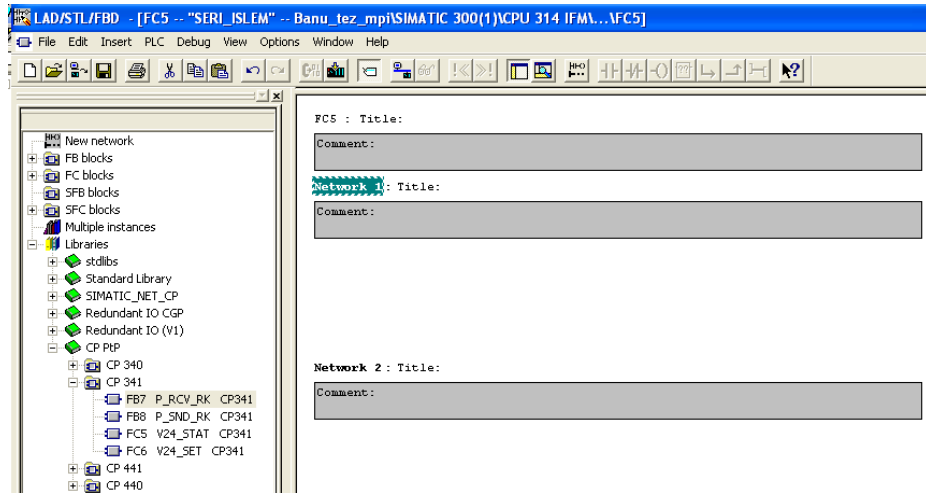 LAD/STL/FBD - [FC5 -- "SERI_ISLEM" -- Banu_tez_mpi\SIMATIC 300(1)\CPU 314 IFM\...\FC5]
File Edit Insert PLC Debug View Options Window Help
New network
FB blocks
FC blocks
SFB blocks
SFC blocks
Multiple instances
Libraries
stdlibs
Standard Library
SIMATIC_NET_CP
Redundant IO CGP
Redundant IO (V1)
CP PtP
CP 340
CP 341
FB7 P_RCV_RK CP341
FB8 P_SND_RK CP341
FC5 V24_STAT CP341
FC6 V24_SET CP341
CP 441
CP 440
FC5 : Title:
Comment:
Network 1: Title:
Comment:
Network 2: Title:
Comment: